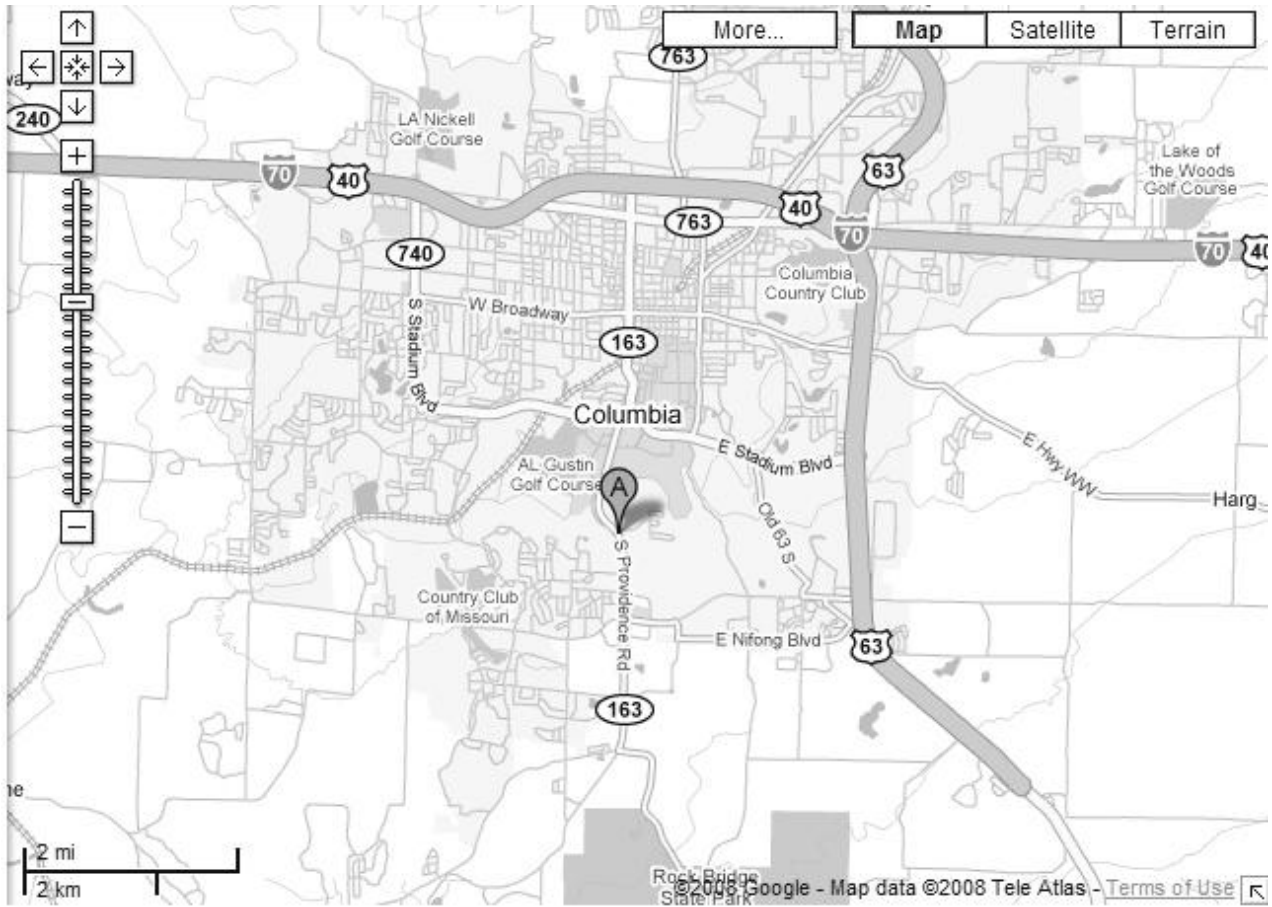 More...
Map
Satellite
Terrain
763
240
LA Nickell
Golf Course
Lake of
the Woods
Golf Course
70
40
63
40
763
70
70
40
740
Columbia
Country Club
S Stadium Blvd
W Broadway
163
Columbia
E Stadium Blvd
E Hwy WW
AL Gustin
Golf Course
A
Harg
Old 63 S
S Providence Rd
Country Club
of Missouri
E Nifong Blvd
63
163
2 mi
2 km
Rock Bridge
State Park
©2008 Google - Map data ©2008 Tele Atlas - Terms of Use